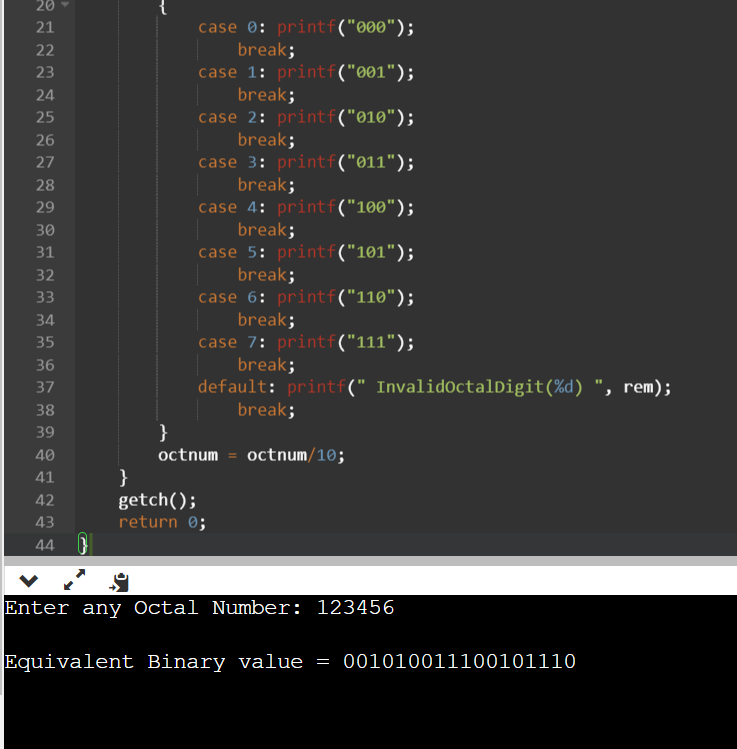 20 {
21 case 0: printf("000");
22 break;
23 case 1: printf("001");
24 break;
25 case 2: printf("010");
26 break;
27 case 3: printf("011");
28 break;
29 case 4: printf("100");
30 break;
31 case 5: printf("101");
32 break;
33 case 6: printf("110");
34 break;
35 case 7: printf("111");
36 break;
37 default: printf(" InvalidOctalDigit(%d) ", rem);
38 break;
39 }
40 octnum = octnum/10;
41 }
42 getch();
43 return 0;
44 }
Enter any Octal Number: 123456
Equivalent Binary value = 001010011100101110